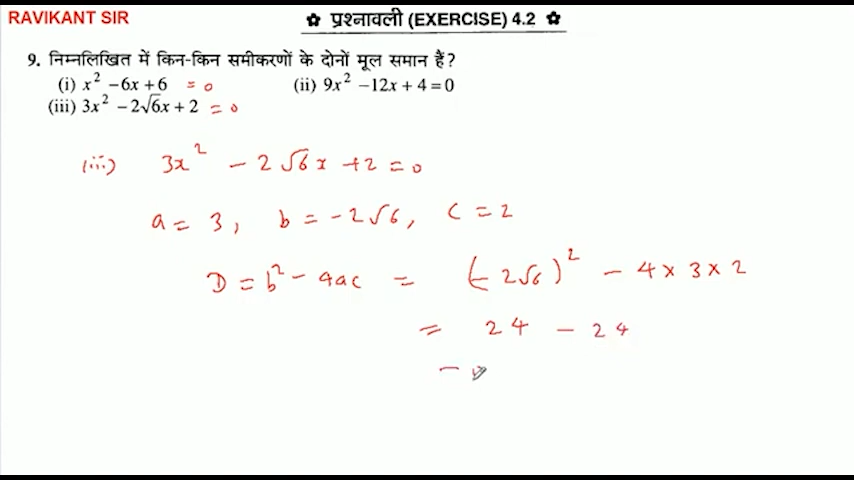 RAVIKANT SIR
✿ प्रश्नावली (EXERCISE) 4.2 ✿
9. निम्नलिखित में किन-किन समीकरणों के दोनों मूल समान हैं?
(i) x² −6x + 6 = 0 (ii) 9x² −12x + 4 = 0
(iii) 3x² − 2√6x + 2 = 0
(iii) 3x² − 2√6x + 2 = 0
a = 3, b = −2√6, c = 2
D = b² − 4ac = (−2√6)² − 4 × 3 × 2
= 24 − 24